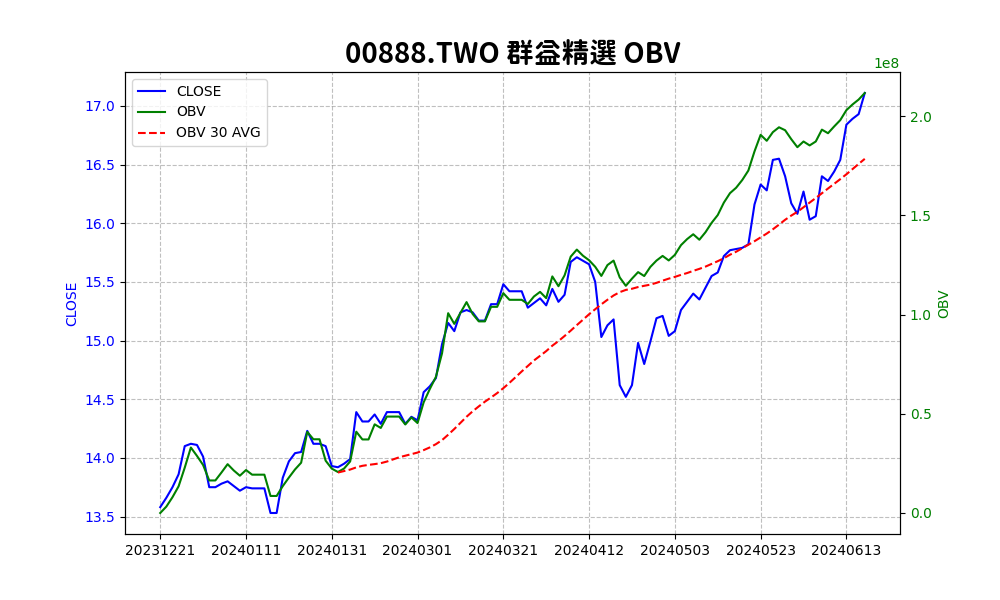 00888.TWO 群益精選 OBV
1e8
CLOSE
OBV
OBV 30 AVG
17.0
16.5
16.0
15.5
15.0
14.5
14.0
13.5
CLOSE
2.0
1.5
1.0
0.5
0.0
OBV
20231221 20240111 20240131 20240301 20240321 20240412 20240503 20240523 20240613